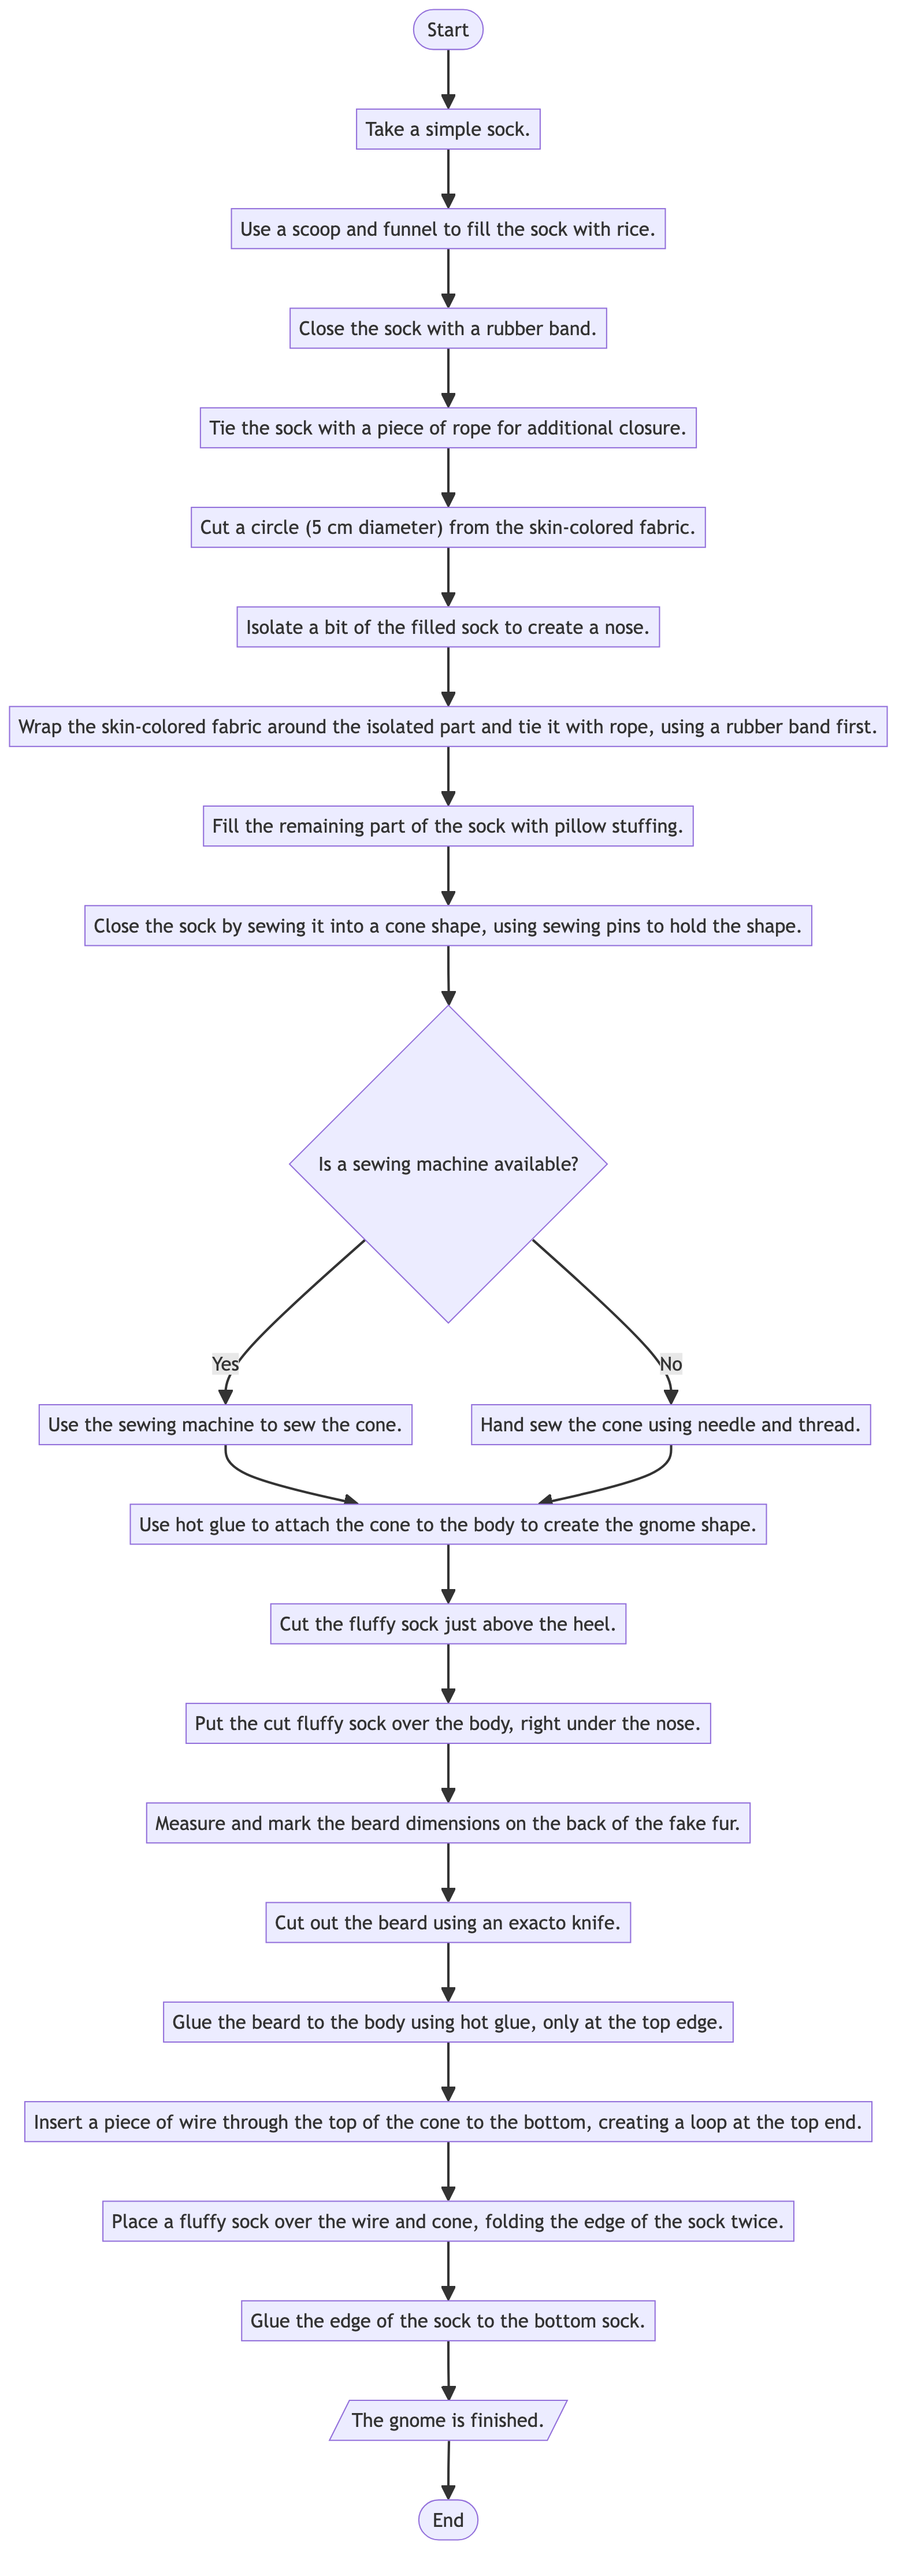 Start
Take a simple sock.
Use a scoop and funnel to fill the sock with rice.
Close the sock with a rubber band.
Tie the sock with a piece of rope for additional closure.
Cut a circle (5 cm diameter) from the skin-colored fabric.
Isolate a bit of the filled sock to create a nose.
Wrap the skin-colored fabric around the isolated part and tie it with rope, using a rubber band first.
Fill the remaining part of the sock with pillow stuffing.
Close the sock by sewing it into a cone shape, using sewing pins to hold the shape.
Is a sewing machine available?
Yes
No
Use the sewing machine to sew the cone.
Hand sew the cone using needle and thread.
Use hot glue to attach the cone to the body to create the gnome shape.
Cut the fluffy sock just above the heel.
Put the cut fluffy sock over the body, right under the nose.
Measure and mark the beard dimensions on the back of the fake fur.
Cut out the beard using an exacto knife.
Glue the beard to the body using hot glue, only at the top edge.
Insert a piece of wire through the top of the cone to the bottom, creating a loop at the top end.
Place a fluffy sock over the wire and cone, folding the edge of the sock twice.
Glue the edge of the sock to the bottom sock.
The gnome is finished.
End